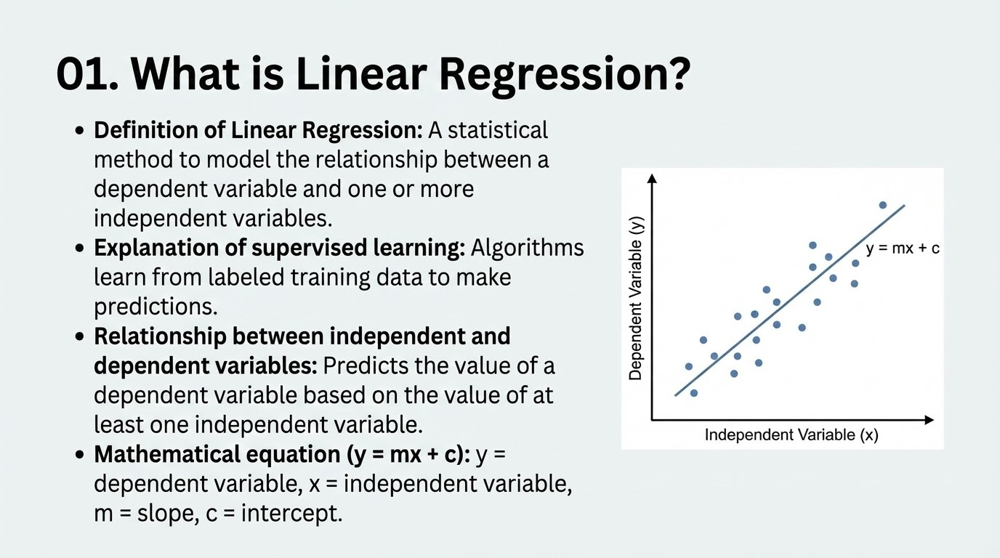 01. What is Linear Regression?
• Definition of Linear Regression: A statistical
method to model the relationship between a
dependent variable and one or more
independent variables.
• Explanation of supervised learning: Algorithms
learn from labeled training data to make
predictions.
• Relationship between independent and
dependent variables: Predicts the value of a
dependent variable based on the value of at
least one independent variable.
• Mathematical equation (y = mx + c): y =
dependent variable, x = independent variable,
m = slope, c = intercept.
Dependent Variable (y)
y = mx + c
Independent Variable (x)